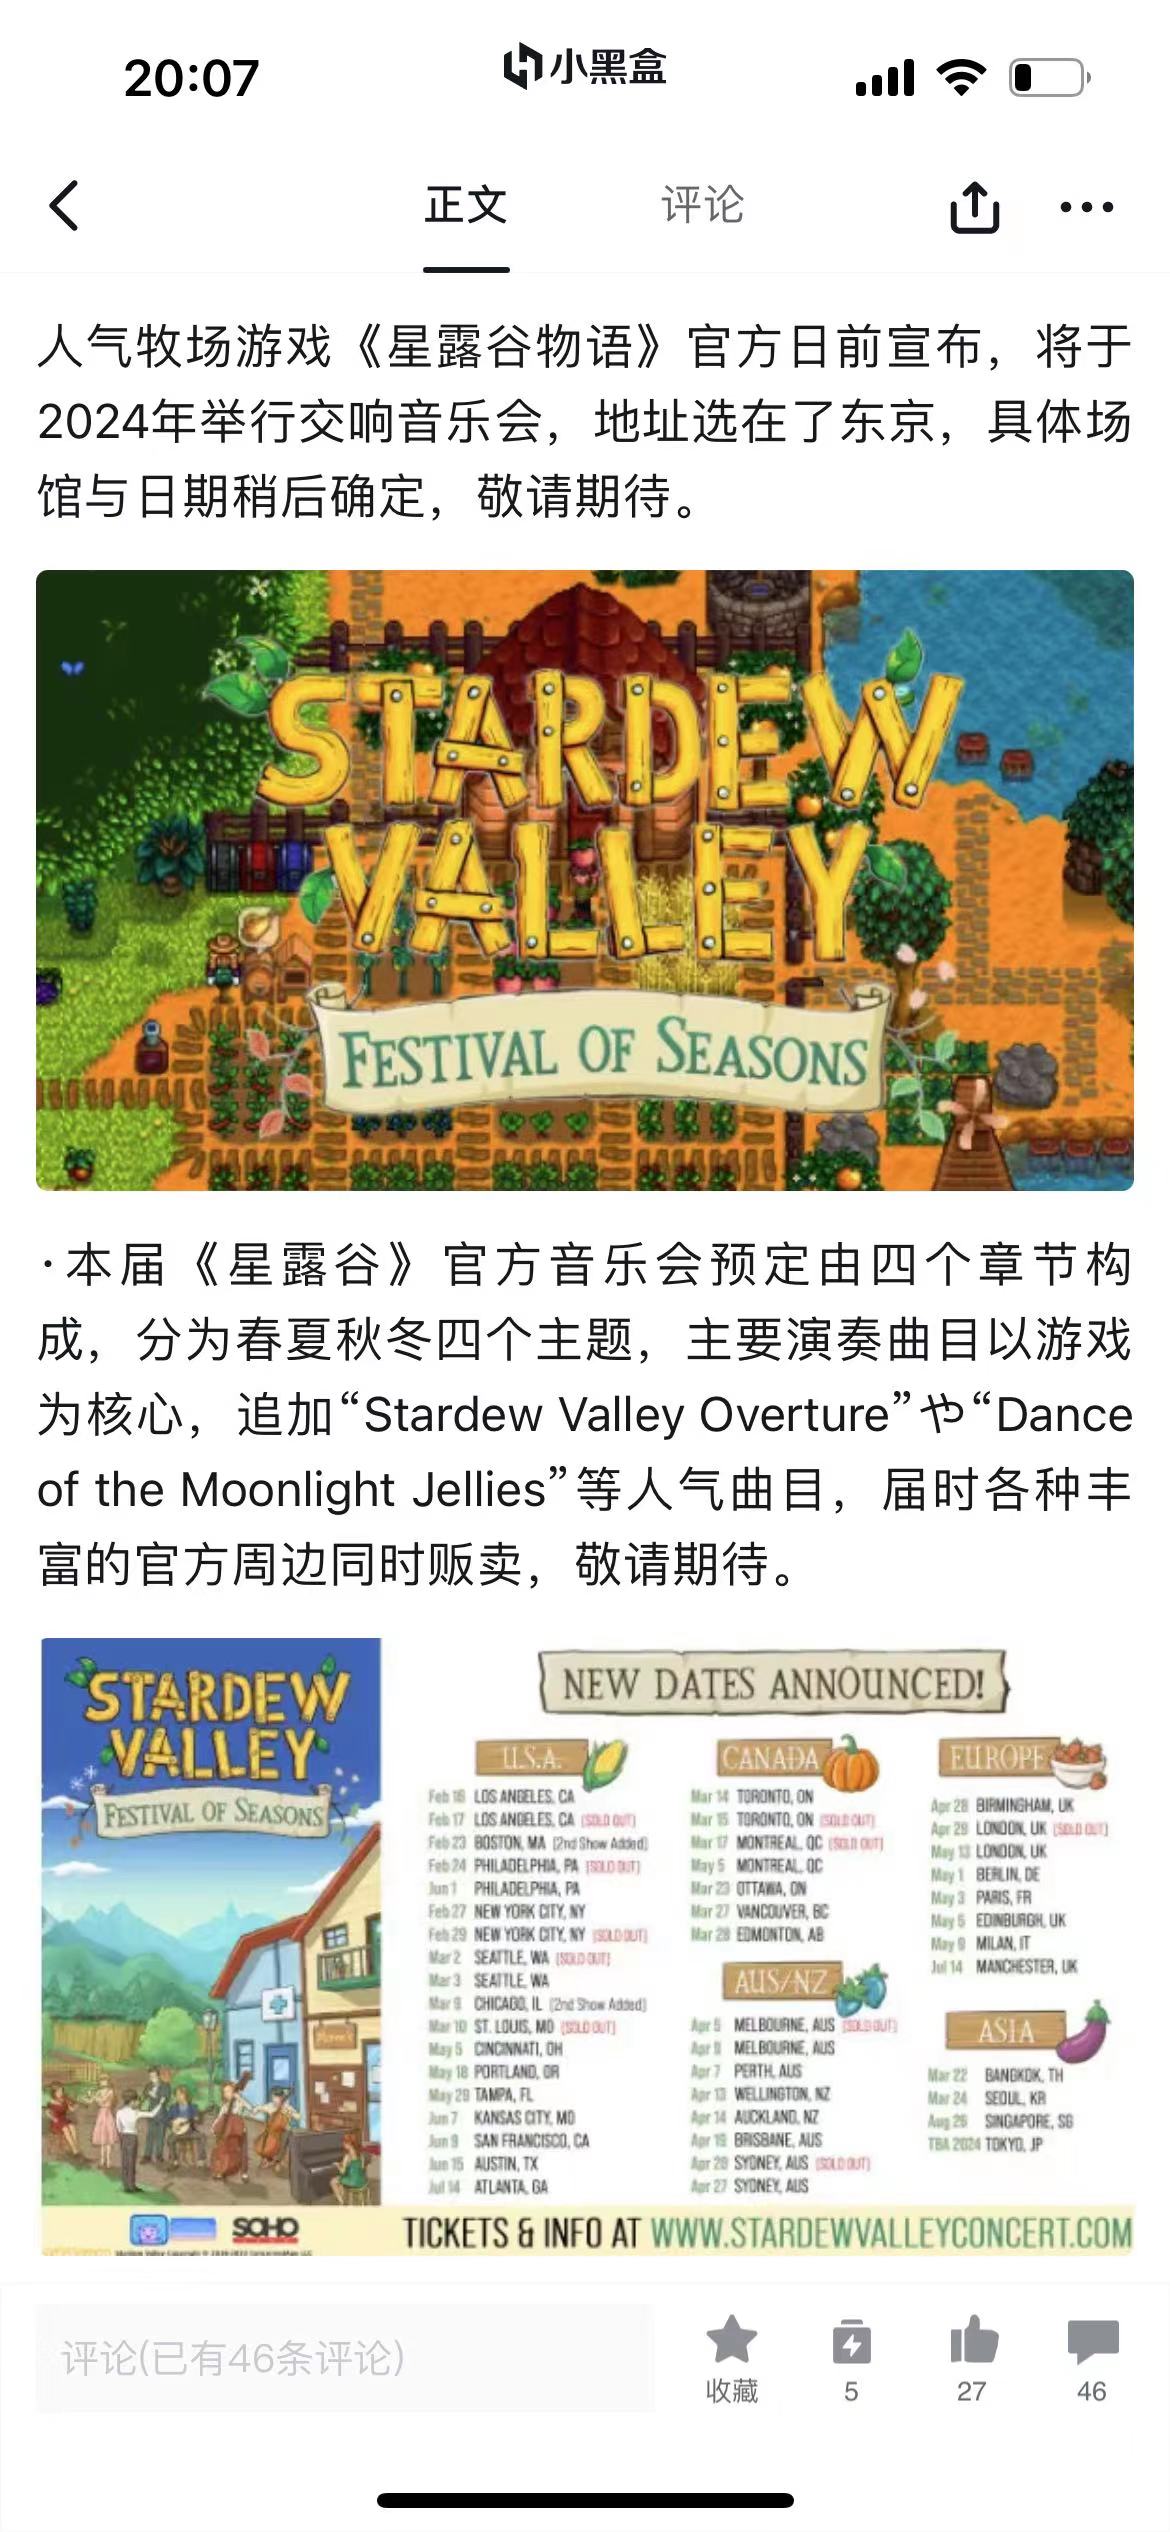 20:07
小黑盒
正文
评论
人气牧场游戏《星露谷物语》官方日前宣布，将于
2024年举行交响音乐会，地址选在了东京，具体场
馆与日期稍后确定，敬请期待。
STARDEW
VALLEY
FESTIVAL OF SEASONS
·本届《星露谷》官方音乐会预定由四个章节构
成，分为春夏秋冬四个主题，主要演奏曲目以游戏
为核心，追加“Stardew Valley Overture”や“Dance
of the Moonlight Jellies”等人气曲目，届时各种丰
富的官方周边同时贩卖，敬请期待。
STARDEW
VALLEY
FESTIVAL OF SEASONS
NEW DATES ANNOUNCED!
U.S.A.
Feb 16 LOS ANGELES, CA
Feb 17 LOS ANGELES, CA (SOLD OUT)
Feb 23 BOSTON, MA (2nd Show Added)
Feb 24 PHILADELPHIA, PA (SOLD OUT)
Jun 1 PHILADELPHIA, PA
Feb 27 NEW YORK CITY, NY
Feb 29 NEW YORK CITY, NY (SOLD OUT)
Mar 2 SEATTLE, WA (SOLD OUT)
Mar 3 SEATTLE, WA
Mar CHICAGO, IL (2nd Show Added)
Mar 10 ST. LOUIS, MO (SOLD OUT)
May 5 CINCINNATI, OH
May 18 PORTLAND, OR
May 29 TAMPA, FL
Jun 7 KANSAS CITY, MO
Jun SAN FRANCISCO, CA
Jun 15 AUSTIN, TX
Jul 14 ATLANTA, GA
CANADA
Mar 14 TORONTO, ON
Mar 15 TORONTO, ON (SOLD OUT)
Mar 17 MONTREAL, QC (SOLD OUT)
May 5 MONTREAL, QC
Mar 23 OTTAWA, ON
Mar 27 VANCOUVER, BC
Mar 28 EDMONTON, AB
AUS/NZ
Apr MELBOURNE, AUS (SOLD OUT)
Apr MELBOURNE, AUS
Apr 7 PERTH, AUS
Apr 13 WELLINGTON, NZ
Apr 14 AUCKLAND, NZ
Apr 19 BRISBANE, AUS
Apr SYDNEY, AUS (SOLD OUT)
Apr 27 SYDNEY, AUS
EUROPE
Apr 28 BIRMINGHAM, UK
Apr 29 LONDON, UK (SOLD OUT)
May 13 LONDON, UK
May 1 BERLIN, DE
May 3 PARIS, FR
May EDINBURGH, UK
May MILAN, IT
Jul 14 MANCHESTER, UK
ASIA
Mar 22 BANGKOK, TH
Mar 24 SEOUL, KR
Aug SINGAPORE, SG
TBA 2024 TOKYO, JP
SOHO
TICKETS & INFO AT WWW.STARDEWVALLEYCONCERT.COM
评论(已有46条评论)
收藏
5
27
46